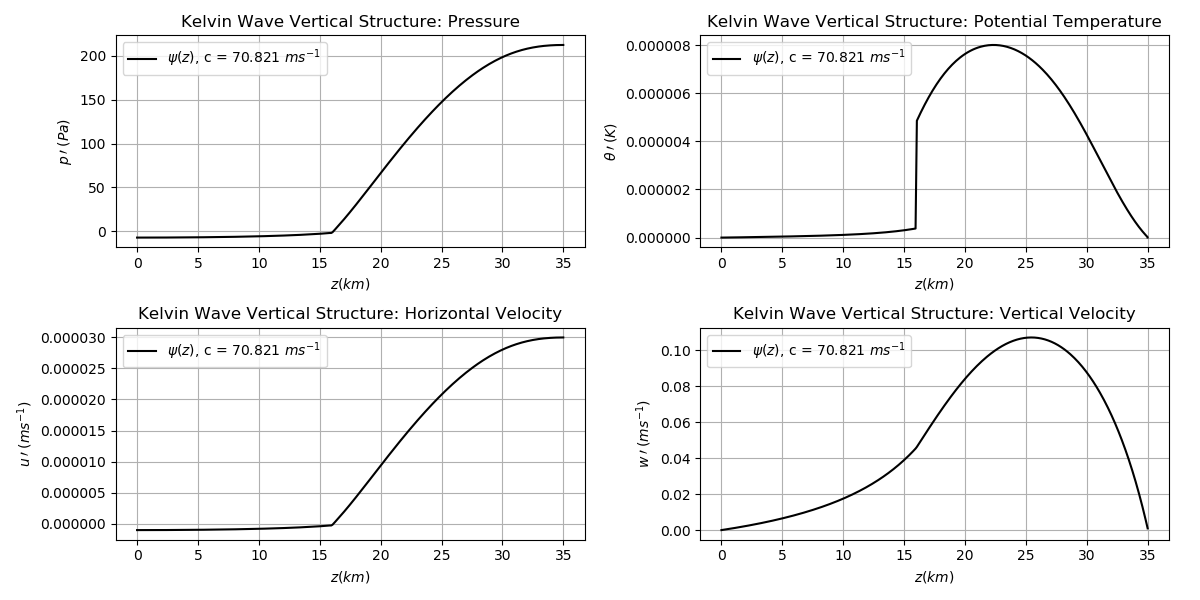 Kelvin Wave Vertical Structure: Pressure
ψ(z), c = 70.821 ms⁻¹
p′(Pa)
200
150
100
50
0
0 5 10 15 20 25 30 35
z(km)
Kelvin Wave Vertical Structure: Potential Temperature
ψ(z), c = 70.821 ms⁻¹
θ′(K)
0.000008
0.000006
0.000004
0.000002
0.000000
0 5 10 15 20 25 30 35
z(km)
Kelvin Wave Vertical Structure: Horizontal Velocity
ψ(z), c = 70.821 ms⁻¹
u′(ms⁻¹)
0.000030
0.000025
0.000020
0.000015
0.000010
0.000005
0.000000
0 5 10 15 20 25 30 35
z(km)
Kelvin Wave Vertical Structure: Vertical Velocity
ψ(z), c = 70.821 ms⁻¹
w′(ms⁻¹)
0.10
0.08
0.06
0.04
0.02
0.00
0 5 10 15 20 25 30 35
z(km)